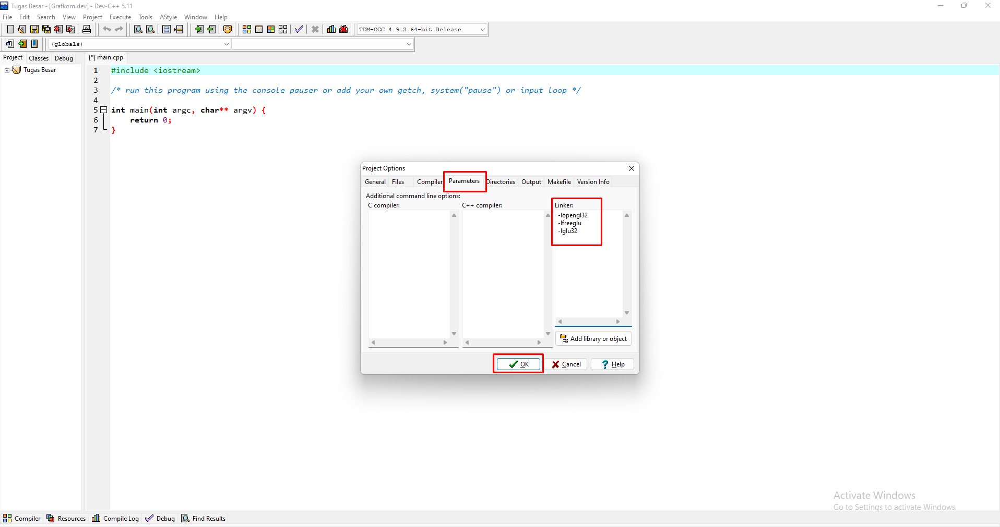 Tugas Besar - [Grafkom.dev] - Dev-C++ 5.11
File Edit Search View Project Execute Tools AStyle Window Help
TDM-GCC 4.9.2 64-bit Release
(globals)
Project Classes Debug
[*] main.cpp
Tugas Besar
1 #include <iostream>
2
3 /* run this program using the console pauser or add your own getch, system("pause") or input loop */
4
5 int main(int argc, char** argv) {
6 return 0;
7 }
Project Options
General Files Compiler Parameters Directories Output Makefile Version Info
Additional command line options:
C compiler: C++ compiler: Linker:
-lopengl32
-lfreeglu
-lglu32
Add library or object
OK Cancel Help
Activate Windows
Go to Settings to activate Windows.
Compiler Resources Compile Log Debug Find Results